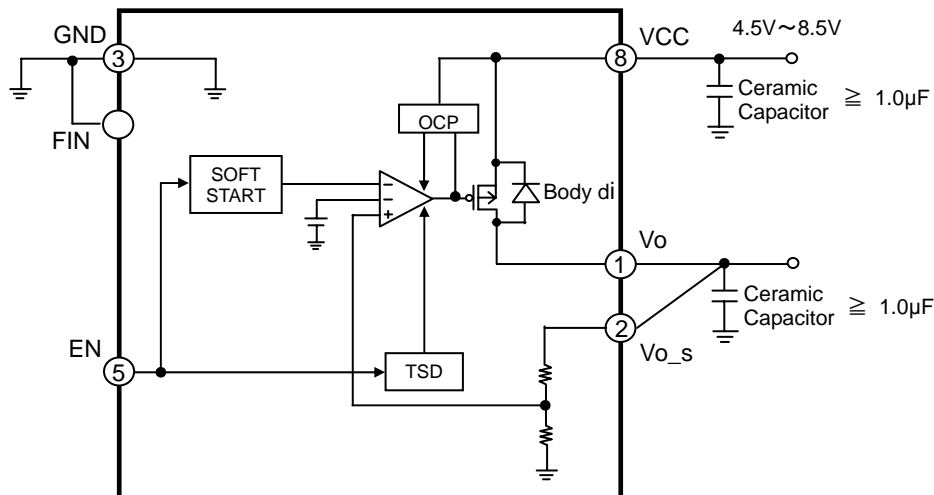 GND
3
FIN
VCC
8
4.5V～8.5V
Ceramic
Capacitor
≧ 1.0µF
OCP
SOFT
START
−
−
+
Body di
Vo
1
Ceramic
Capacitor
≧ 1.0µF
2
Vo_s
EN
5
TSD